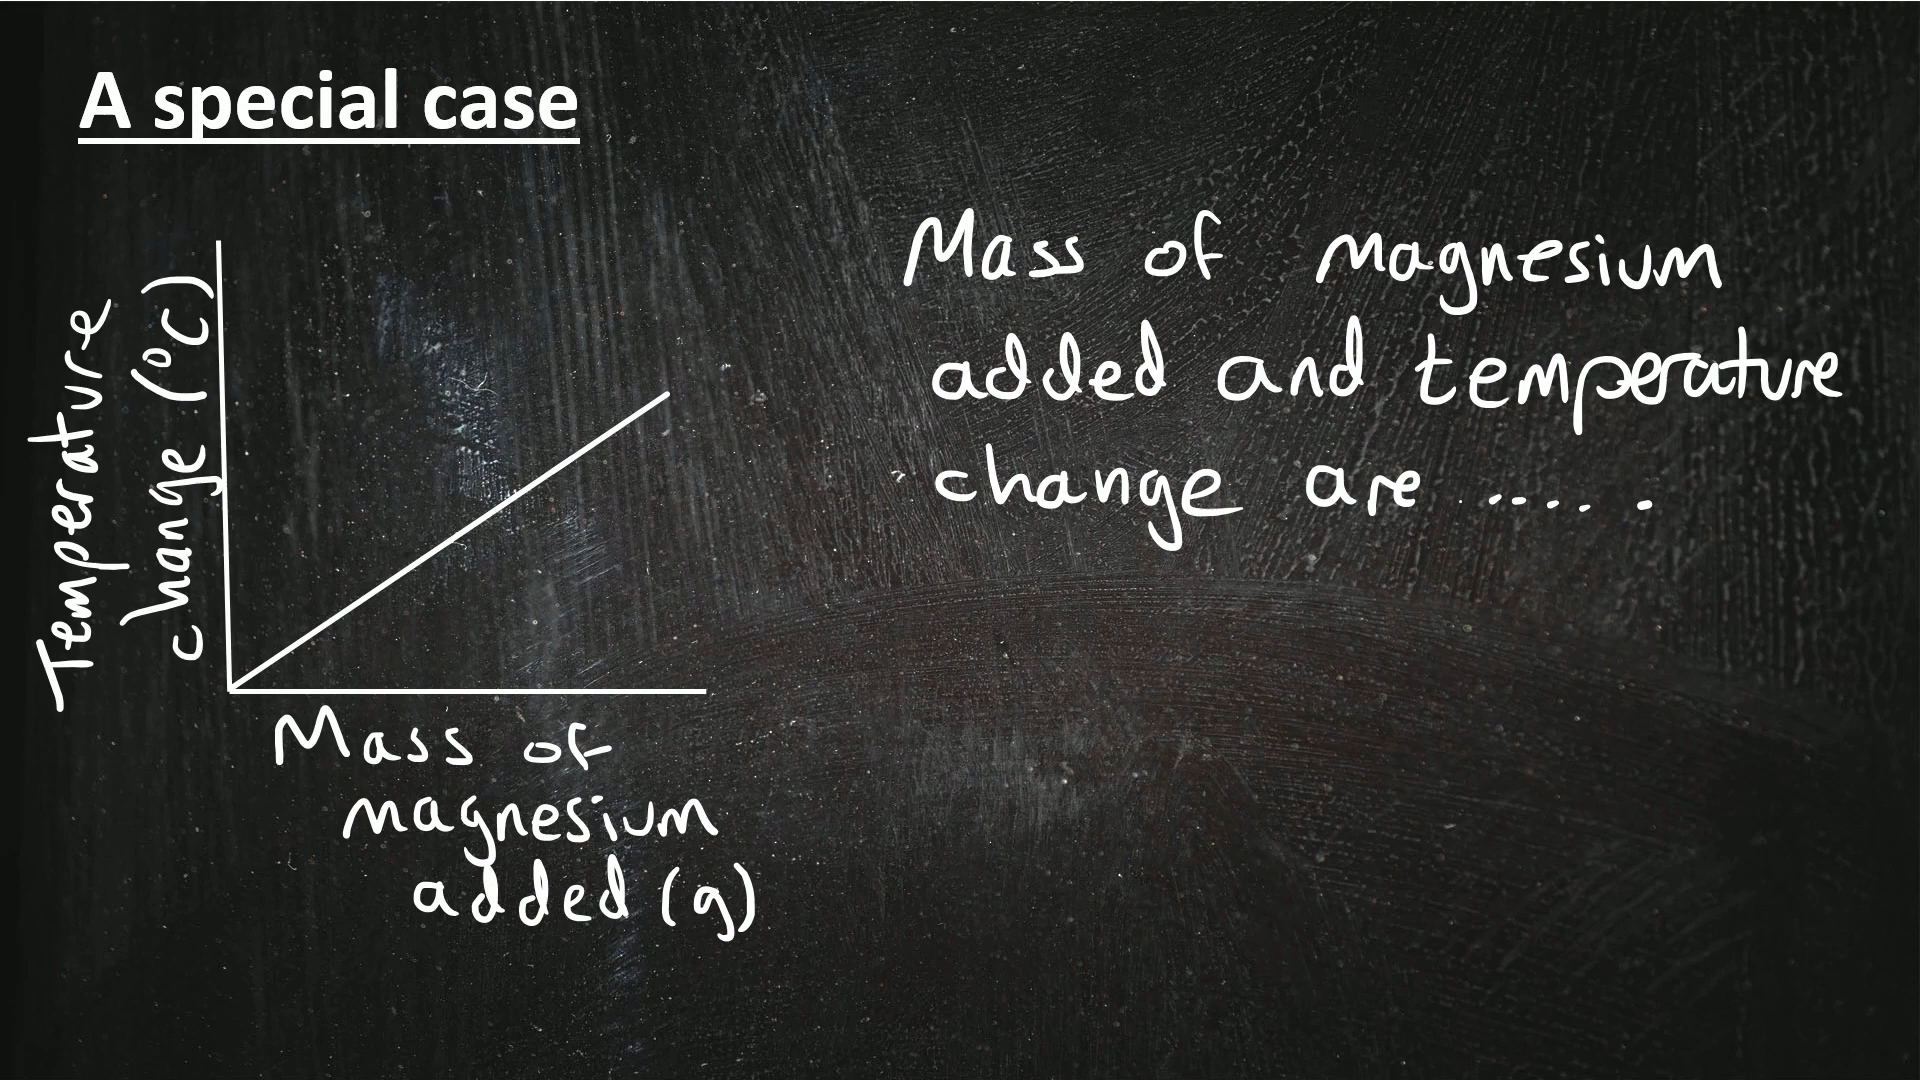 A special case
Temperature
change (°C)
Mass of
magnesium
added (g)
Mass of magnesium
added and temperature
change are ......